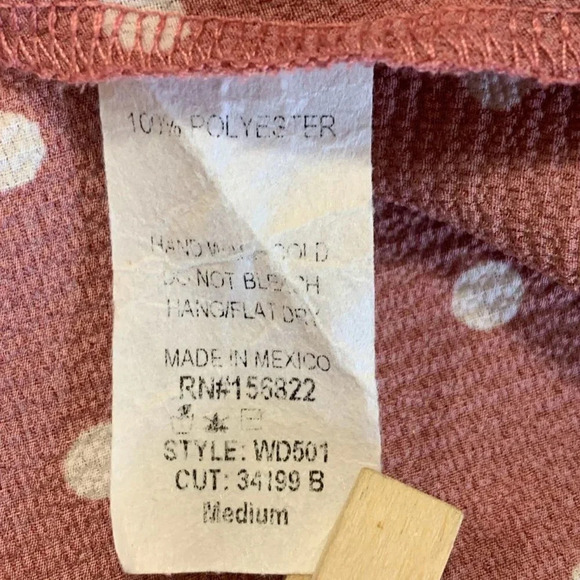 100% POLYESTER
HAND WASH COLD
DO NOT BLEACH
HANG/FLAT DRY
MADE IN MEXICO
RN#156822
STYLE: WD501
CUT: 34199 B
Medium